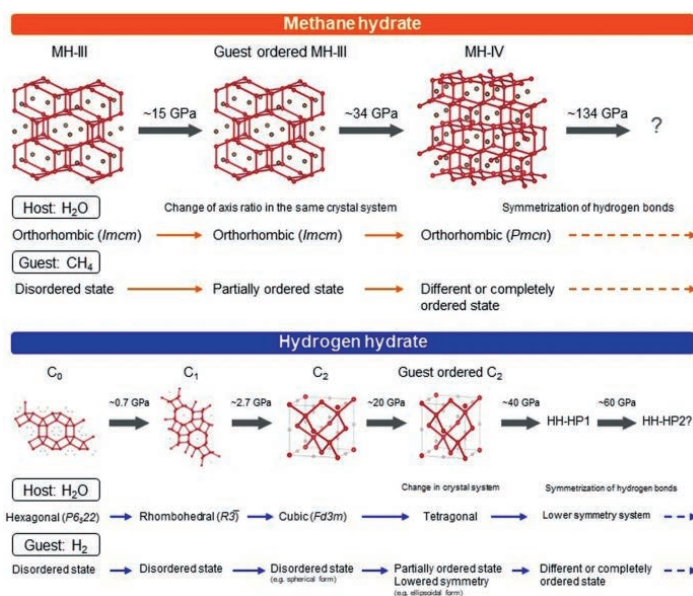 Methane hydrate
MH-III Guest ordered MH-III MH-IV
~15 GPa ~34 GPa ~134 GPa ?
Host: H₂O Change of axis ratio in the same crystal system Symmetrization of hydrogen bonds
Orthorhombic (Imcm) Orthorhombic (Imcm) Orthorhombic (Pmcn)
Guest: CH₄
Disordered state Partially ordered state Different or completely
ordered state
Hydrogen hydrate
C₀ C₁ C₂ Guest ordered C₂
~0.7 GPa ~2.7 GPa ~20 GPa ~40 GPa ~60 GPa
HH-HP1 HH-HP2?
Host: H₂O Change in crystal system Symmetrization of hydrogen bonds
Hexagonal (P6₅22) Rhombohedral (R3̅) Cubic (Fd3m) Tetragonal Lower symmetry system
Guest: H₂
Disordered state Disordered state Disordered state Partially ordered state Different or completely
(e.g. spherical form) Lowered symmetry ordered state
(e.g. ellipsoidal form)